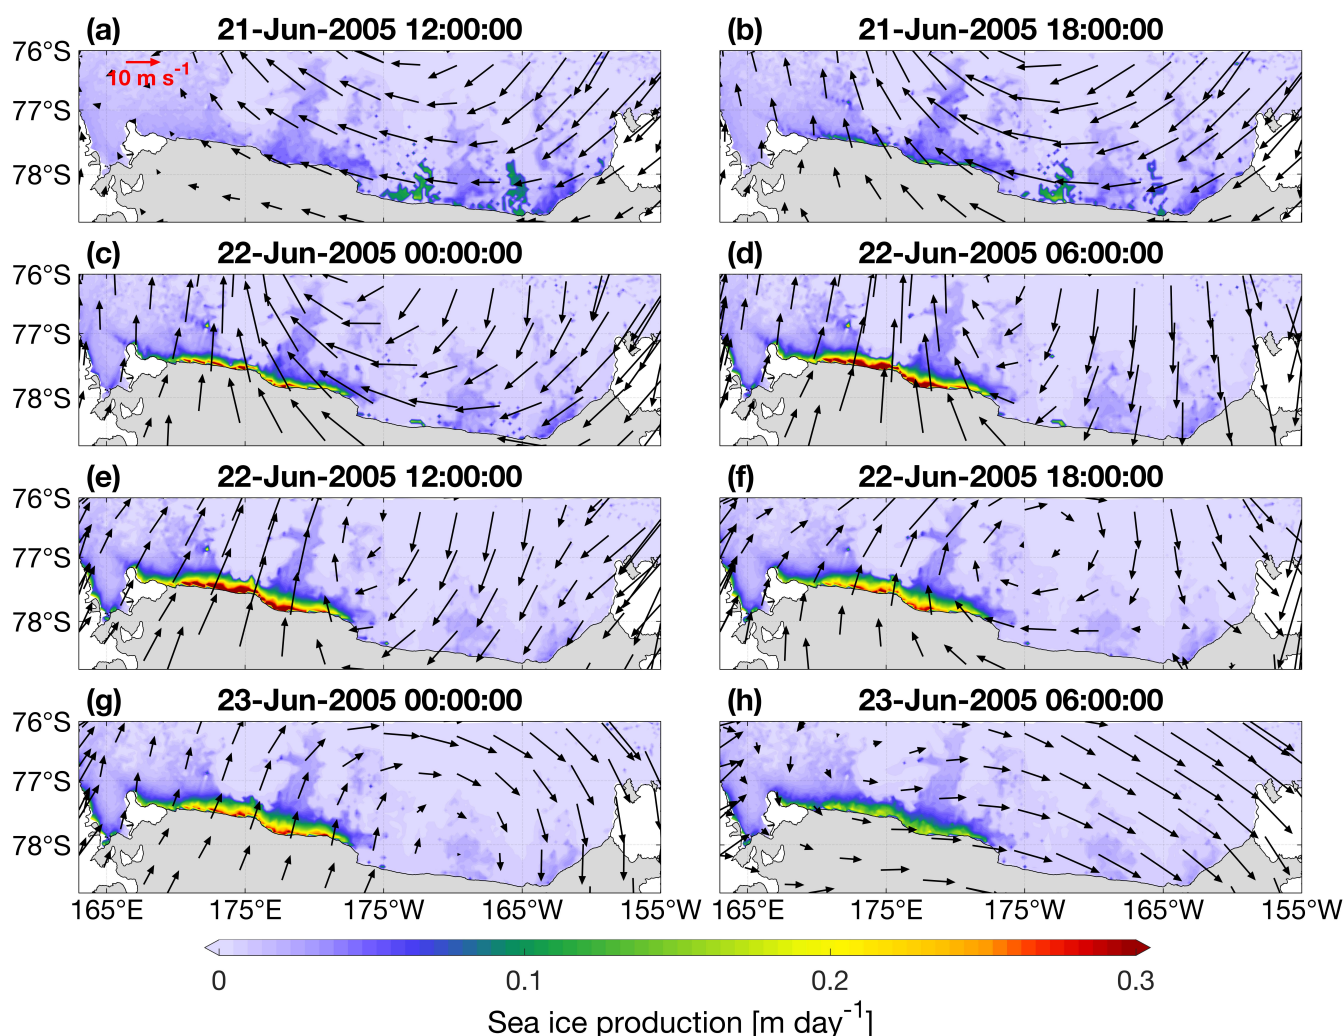 (a) 21-Jun-2005 12:00:00
(b) 21-Jun-2005 18:00:00
76°S
77°S
78°S
10 m s⁻¹
(c) 22-Jun-2005 00:00:00
(d) 22-Jun-2005 06:00:00
76°S
77°S
78°S
(e) 22-Jun-2005 12:00:00
(f) 22-Jun-2005 18:00:00
76°S
77°S
78°S
(g) 23-Jun-2005 00:00:00
(h) 23-Jun-2005 06:00:00
76°S
77°S
78°S
165°E 175°E 175°W 165°W 155°W
165°E 175°E 175°W 165°W 155°W
0 0.1 0.2 0.3
Sea ice production [m day⁻¹]